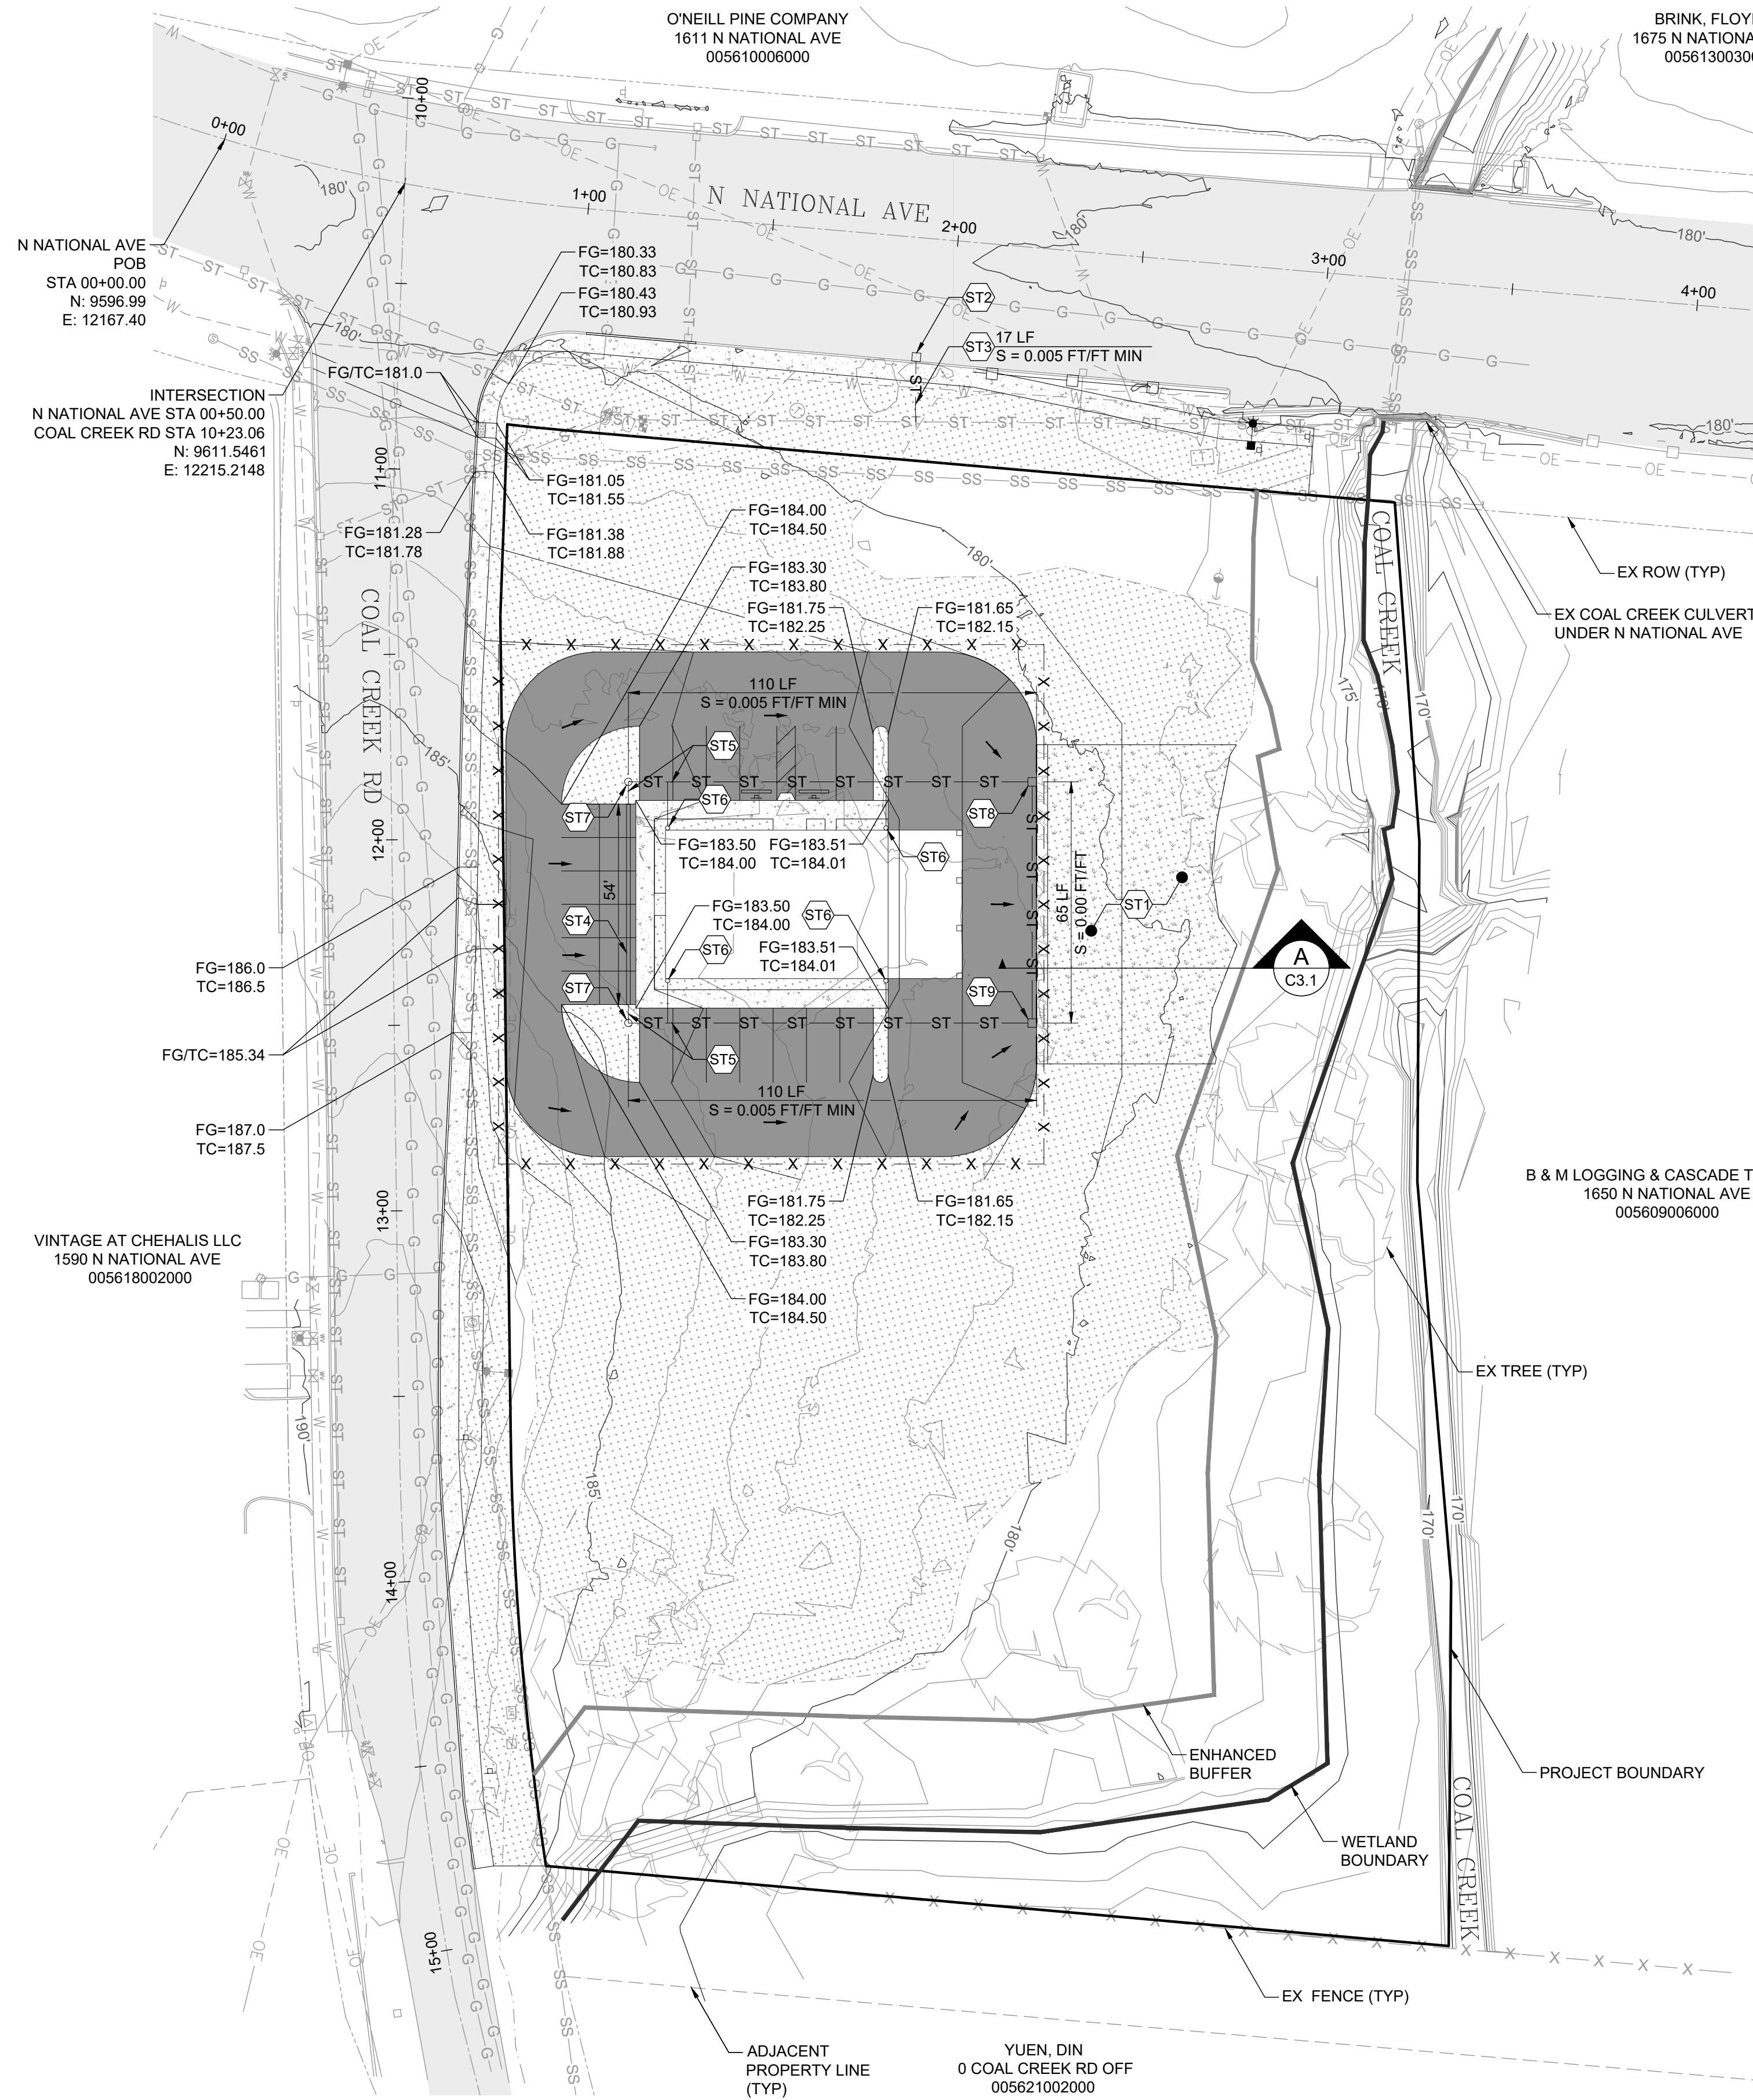 O'NEILL PINE COMPANY
1611 N NATIONAL AVE
005610006000
BRINK, FLOY
1675 N NATIONA
00561300300
0+00
10+00
180'
1+00
N NATIONAL AVE
2+00
180'
3+00
180'
4+00
N NATIONAL AVE
POB
STA 00+00.00
N: 9596.99
E: 12167.40
FG=180.33
TC=180.83
FG=180.43
TC=180.93
ST2
ST3
17 LF
S = 0.005 FT/FT MIN
180'
FG/TC=181.0
INTERSECTION
N NATIONAL AVE STA 00+50.00
COAL CREEK RD STA 10+23.06
N: 9611.5461
E: 12215.2148
180'
11+00
FG=181.05
TC=181.55
FG=181.28
TC=181.78
FG=181.38
TC=181.88
FG=184.00
TC=184.50
180'
COAL CREEK
EX ROW (TYP)
FG=183.30
TC=183.80
FG=181.75
TC=182.25
FG=181.65
TC=182.15
EX COAL CREEK CULVERT
UNDER N NATIONAL AVE
COAL CREEK RD
175'
170'
170'
110 LF
S = 0.005 FT/FT MIN
185'
ST5
ST6
ST7
ST8
12+00
FG=183.50
TC=184.00
FG=183.51
TC=184.01
ST6
54'
65 LF
S = 0.00 FT/FT
ST1
ST4
FG=183.50
TC=184.00
ST6
ST6
FG=183.51
TC=184.01
A
C3.1
FG=186.0
TC=186.5
ST7
ST9
FG/TC=185.34
ST5
110 LF
S = 0.005 FT/FT MIN
FG=187.0
TC=187.5
FG=181.75
TC=182.25
FG=181.65
TC=182.15
FG=183.30
TC=183.80
FG=184.00
TC=184.50
13+00
B & M LOGGING & CASCADE T
1650 N NATIONAL AVE
005609006000
VINTAGE AT CHEHALIS LLC
1590 N NATIONAL AVE
005618002000
EX TREE (TYP)
190'
185'
180'
170'
170'
14+00
ENHANCED
BUFFER
PROJECT BOUNDARY
COAL CREEK
WETLAND
BOUNDARY
15+00
EX FENCE (TYP)
ADJACENT
PROPERTY LINE
(TYP)
YUEN, DIN
0 COAL CREEK RD OFF
005621002000